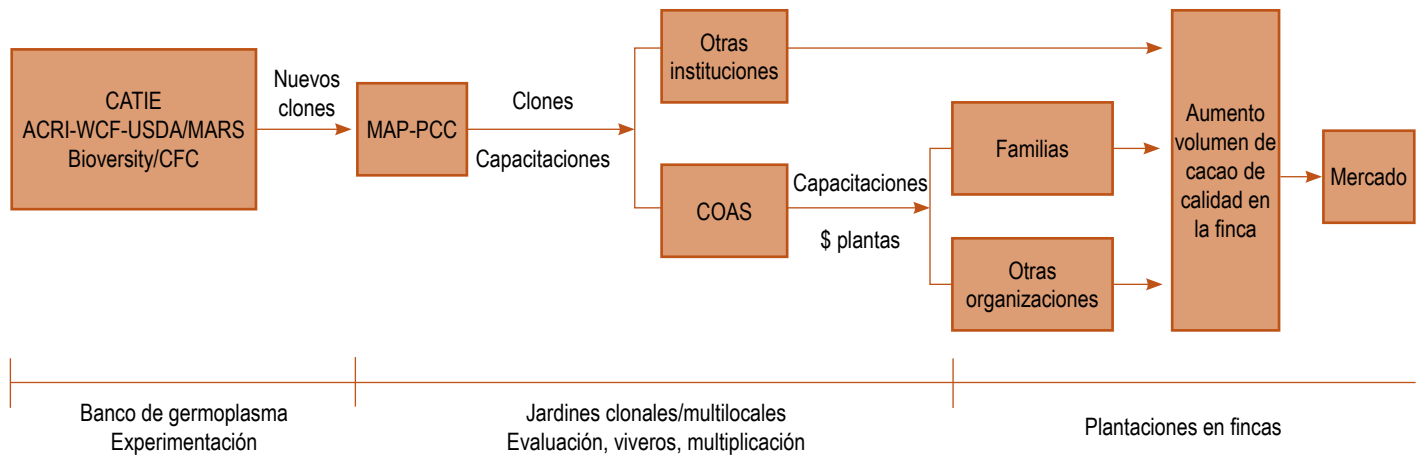 CATIE
ACRI-WCF-USDA/MARS
Bioversity/CFC
Nuevos
clones
MAP-PCC
Clones
Capacitaciones
Otras
instituciones
COAS
Capacitaciones
$ plantas
Familias
Otras
organizaciones
Aumento
volumen de
cacao de
calidad en
la finca
Mercado
Banco de germoplasma
Experimentación
Jardines clonales/multilocales
Evaluación, viveros, multiplicación
Plantaciones en fincas